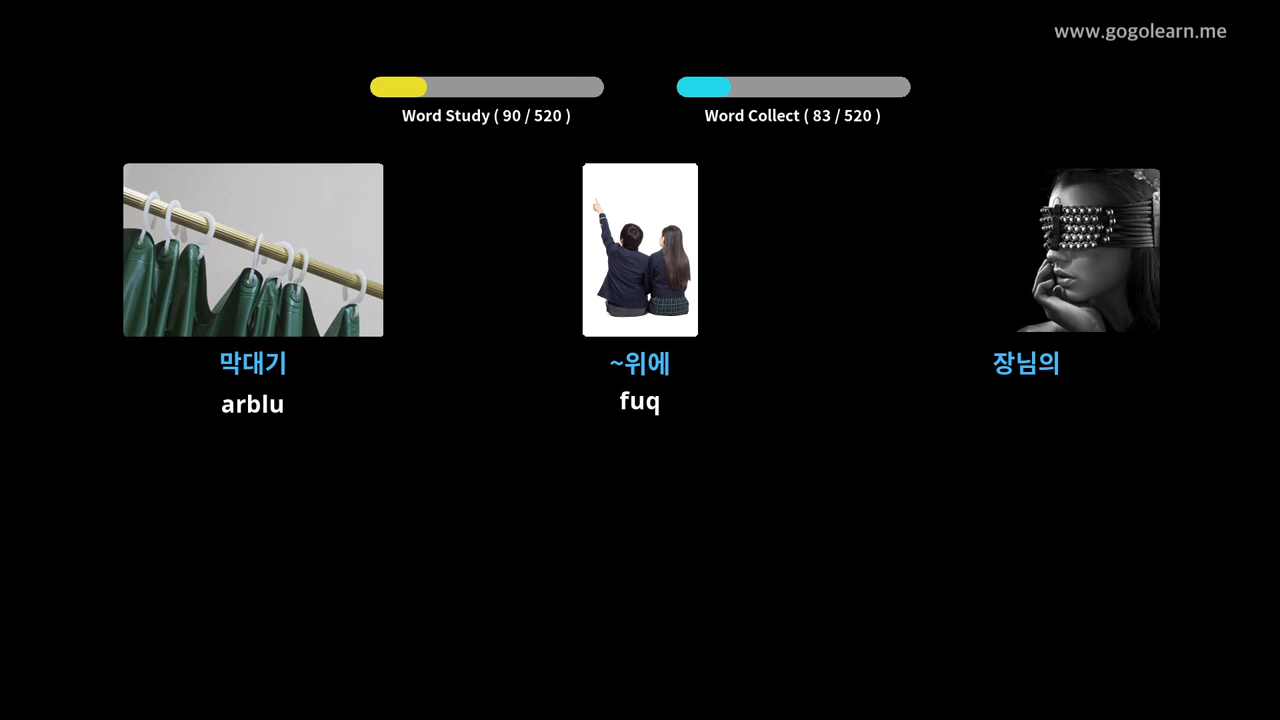 www.gogolearn.me
Word Study ( 90 / 520 )
Word Collect ( 83 / 520 )
막대기
~위에
장님의
arblu
fuq